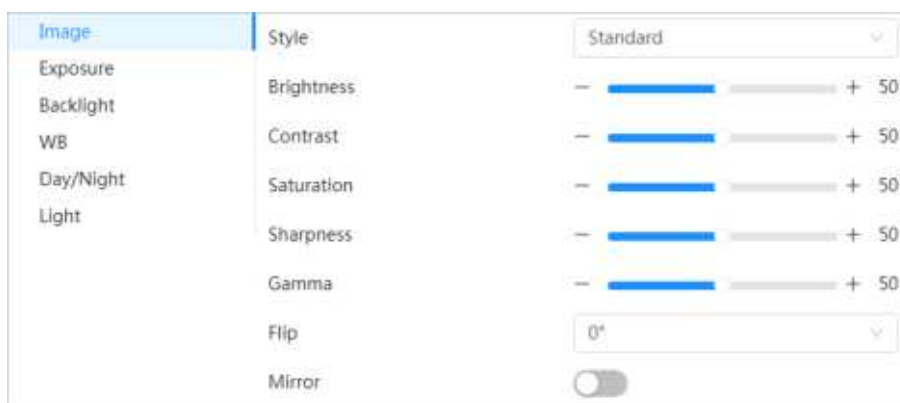 Image
Exposure
Backlight
WB
Day/Night
Light
Style Standard
Brightness − + 50
Contrast − + 50
Saturation − + 50
Sharpness − + 50
Gamma − + 50
Flip 0°
Mirror